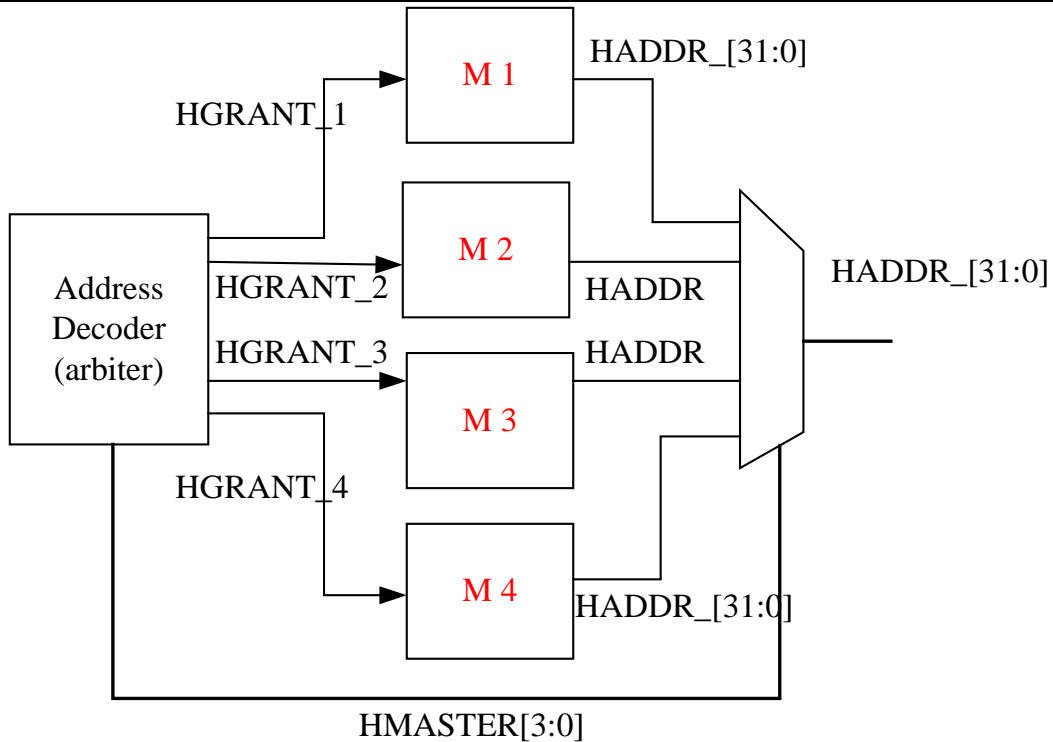 M 1
HADDR_[31:0]
HGRANT_1
M 2
HADDR_[31:0]
Address
Decoder
(arbiter)
HGRANT_2
HADDR
HGRANT_3
HADDR
M 3
HGRANT_4
M 4
HADDR_[31:0]
HMASTER[3:0]